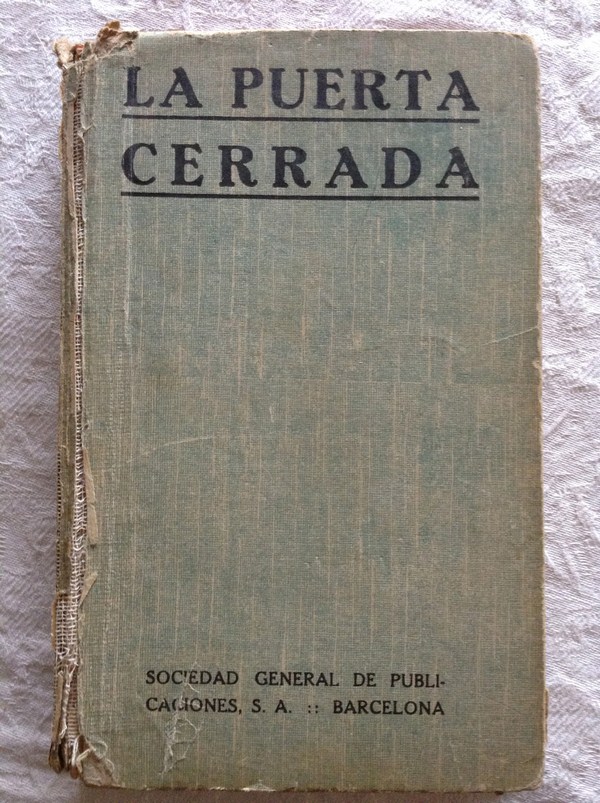 LA PUERTA
CERRADA
SOCIEDAD GENERAL DE PUBLI-
CACIONES, S. A. :: BARCELONA